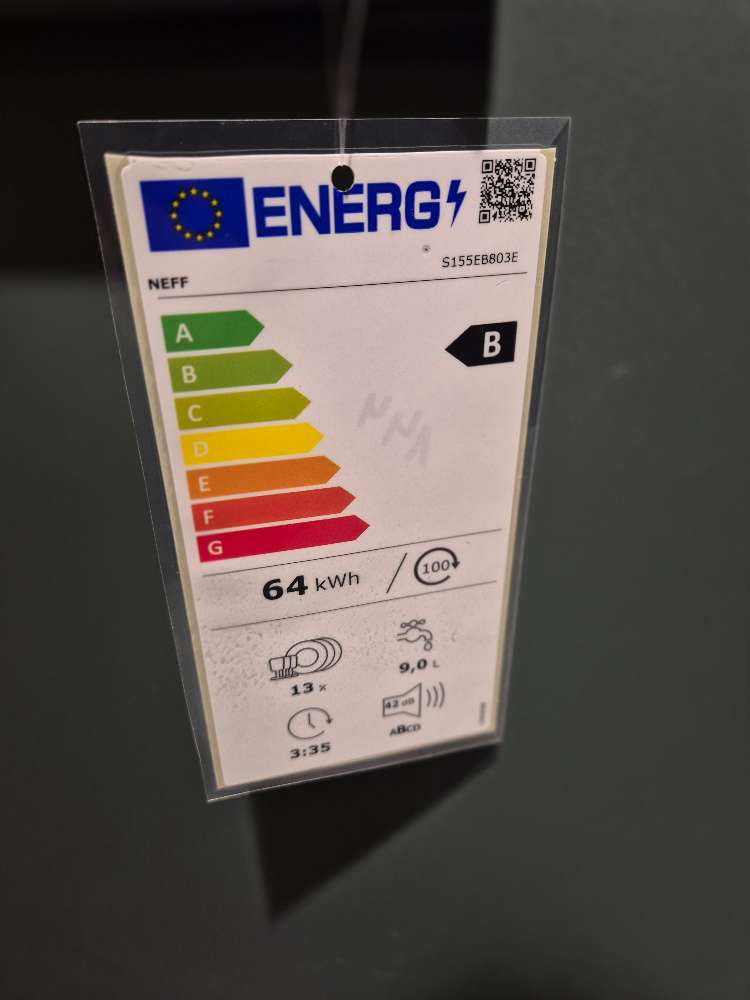 ENERG
S155EB803E
NEFF
A
B
B
C
D
E
F
G
64 kWh / 100
13 x
9,0 L
3:35
42 dB
ABCD